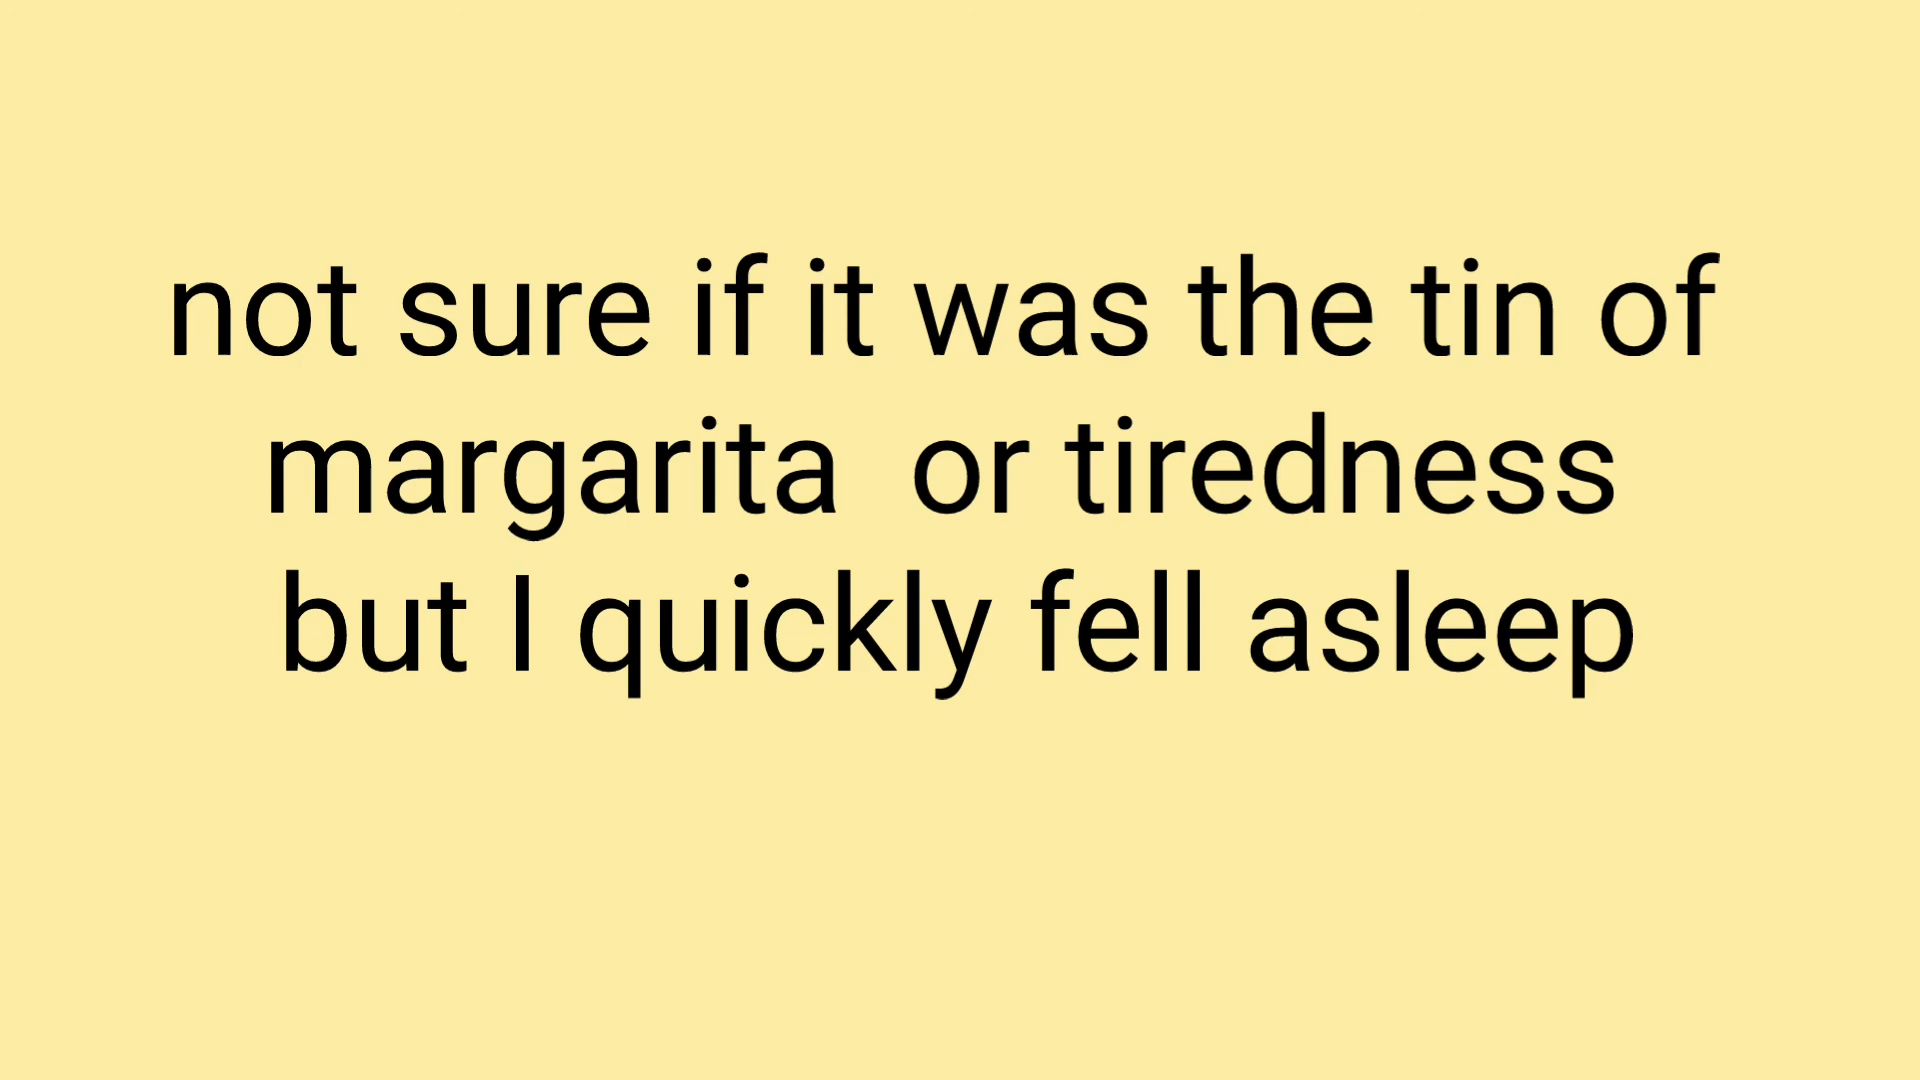 not sure if it was the tin of
margarita  or tiredness
but I quickly fell asleep